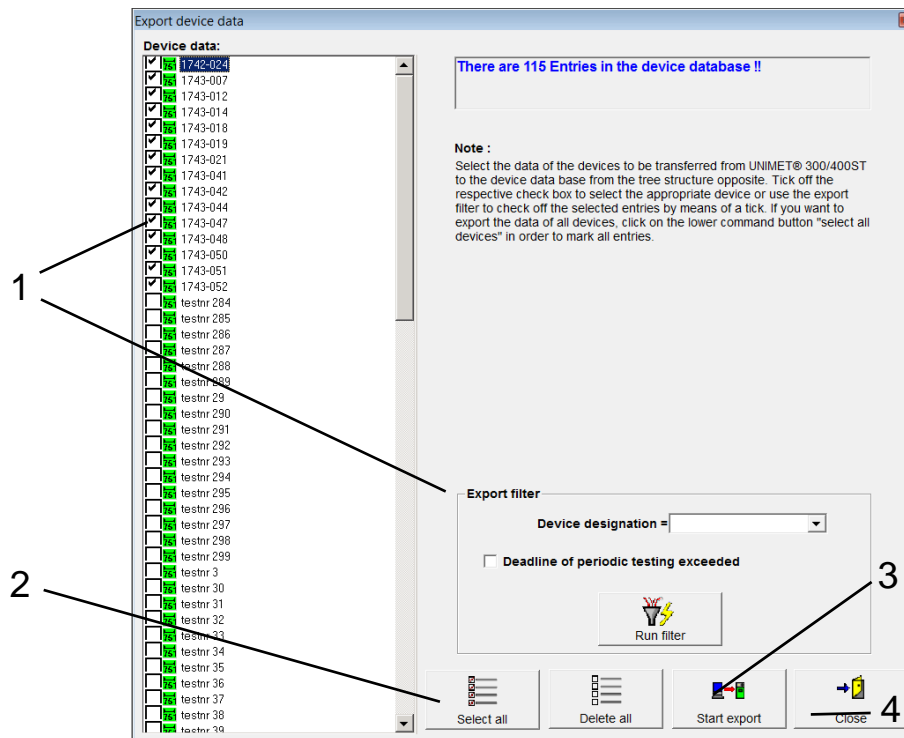 Export device data
Device data:
1742-024
1743-007
1743-012
1743-014
1743-018
1743-019
1743-021
1743-041
1743-042
1743-044
1743-047
1743-048
1743-050
1743-051
1743-052
testnr 284
testnr 285
testnr 286
testnr 287
testnr 288
testnr 289
testnr 29
testnr 290
testnr 291
testnr 292
testnr 293
testnr 294
testnr 295
testnr 296
testnr 297
testnr 298
testnr 299
testnr 3
testnr 30
testnr 31
testnr 32
testnr 33
testnr 34
testnr 35
testnr 36
testnr 37
testnr 38
testnr 39
There are 115 Entries in the device database !!
Note :
Select the data of the devices to be transferred from UNIMET® 300/400ST
to the device data base from the tree structure opposite. Tick off the
respective check box to select the appropriate device or use the export
filter to check off the selected entries by means of a tick. If you want to
export the data of all devices, click on the lower command button "select all
devices" in order to mark all entries.
Export filter
Device designation =
Deadline of periodic testing exceeded
Run filter
Select all
Delete all
Start export
Close
1
2
3
4